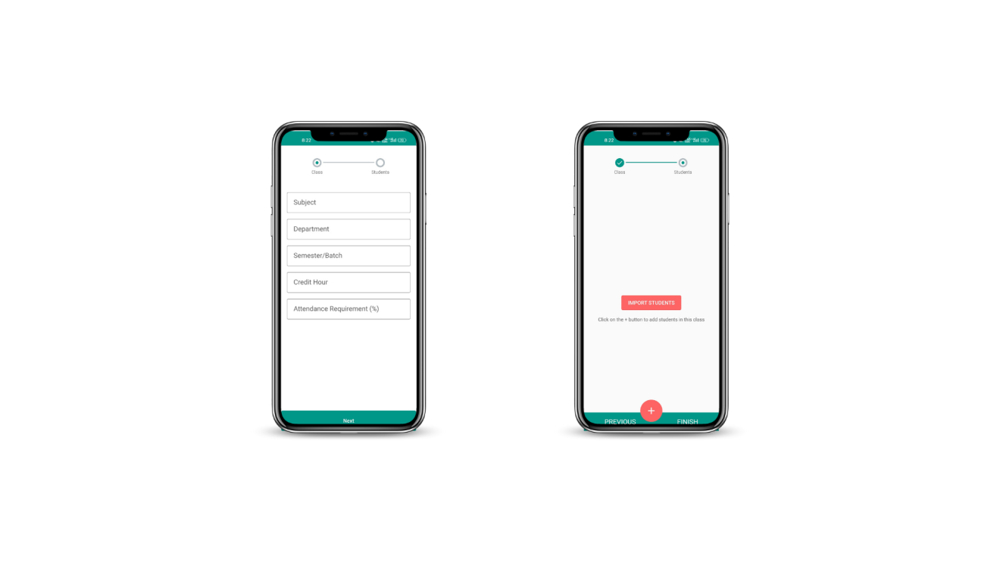 8:22
Class
Students
Subject
Department
Semester/Batch
Credit Hour
Attendance Requirement (%)
Next
8:22
Class
Students
IMPORT STUDENTS
Click on the + button to add students in this class
+
PREVIOUS
FINISH